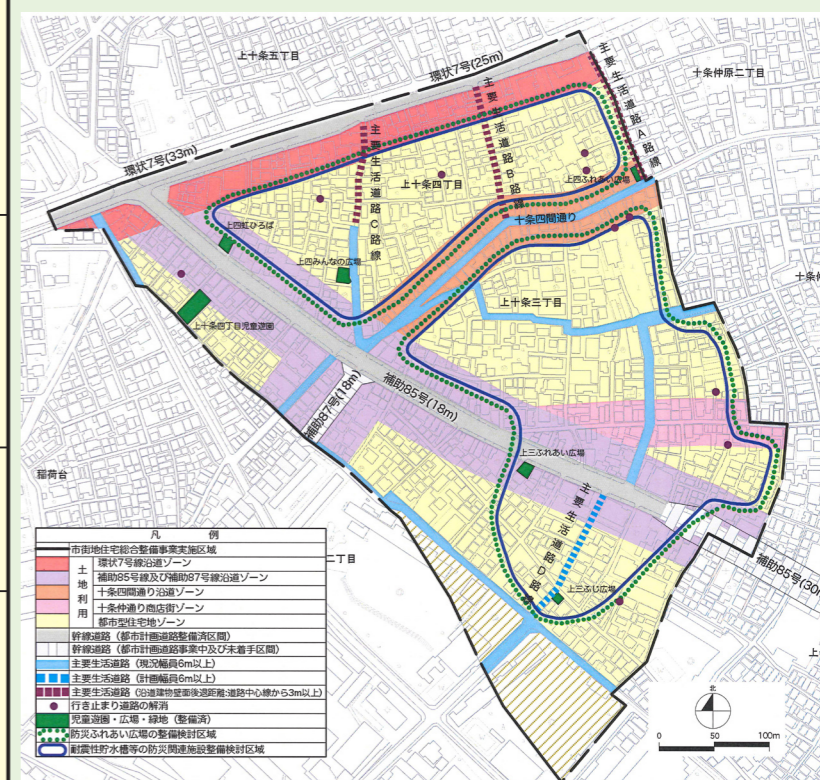 上十条五丁目
環状7号(25m)
主要生活道路A路線
十条仲原二丁目
主要生活道路B路線
環状7号(33m)
主要生活道路C路線
上十条四丁目
上四ふれあい広場
十条四間通り
上四虹ひろば
上四みんなの広場
十条仲
上十条三丁目
上十条四丁目児童遊園
補助85号(18m)
補助87号(18m)
稲荷台
上三ふれあい広場
主要生活道路D路線
二丁目
補助85号(30m
上三ふじ広場
上
凡 例
市街地住宅総合整備事業実施区域
土地利用
環状7号線沿道ゾーン
補助85号線及び補助87号線沿道ゾーン
十条四間通り沿道ゾーン
十条仲通り商店街ゾーン
都市型住宅地ゾーン
幹線道路(都市計画道路整備済区間)
幹線道路(都市計画道路事業中及び未着手区間)
主要生活道路(現況幅員6m以上)
主要生活道路(計画幅員6m以上)
主要生活道路(沿道建物壁面後退距離:道路中心線から3m以上)
行き止まり道路の解消
児童遊園・広場・緑地(整備済)
防災ふれあい広場の整備検討区域
耐震性貯水槽等の防災関連施設整備検討区域
北
0 50 100m